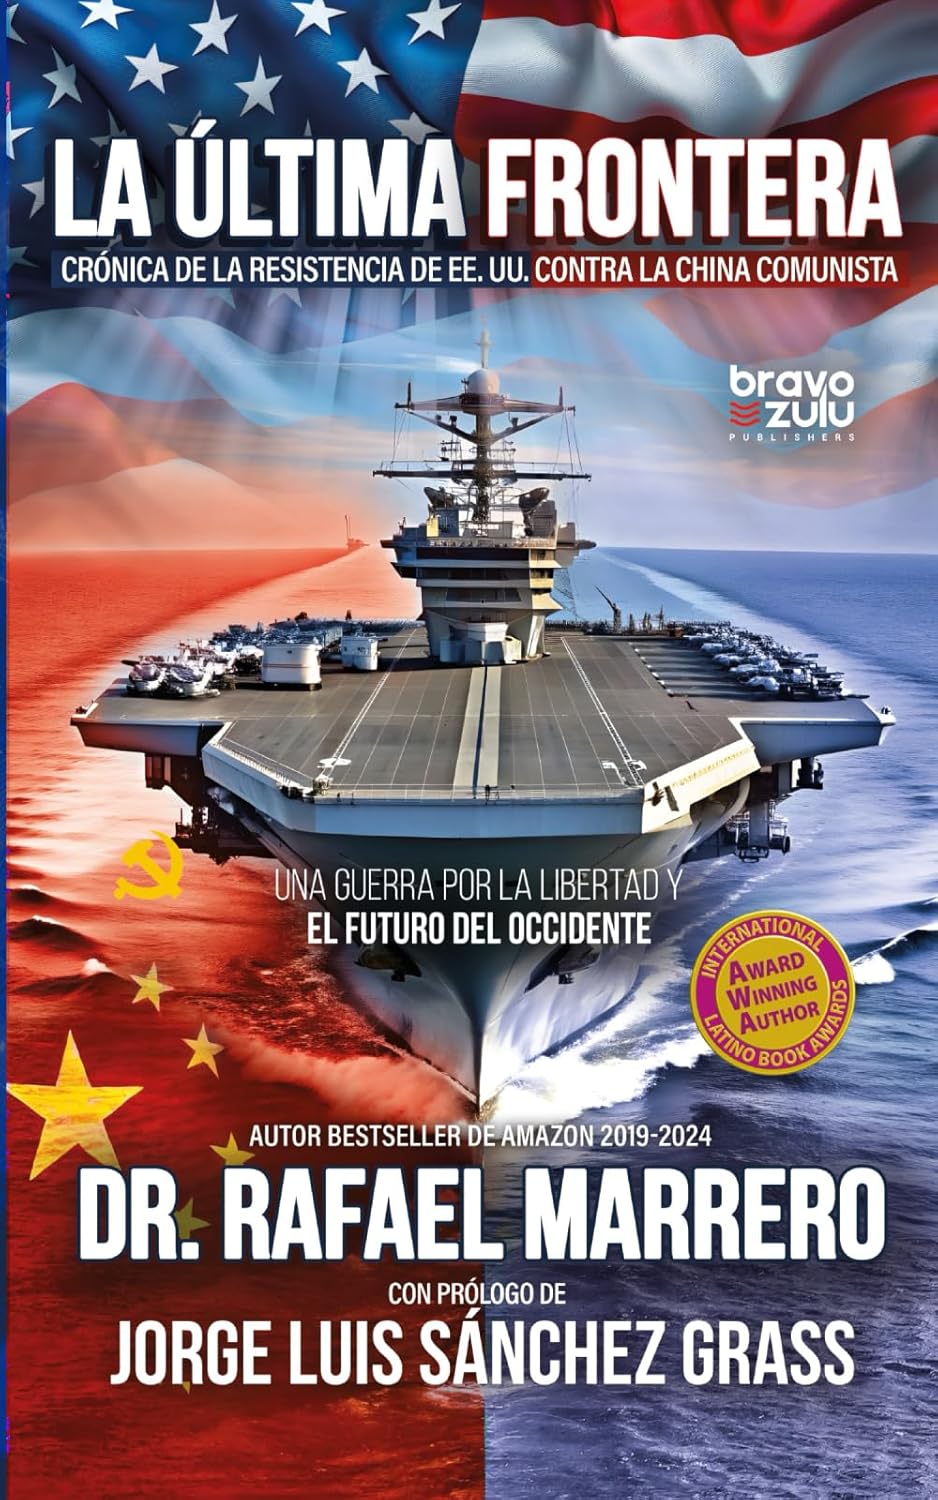 LA ÚLTIMA FRONTERA
CRÓNICA DE LA RESISTENCIA DE EE. UU. CONTRA LA CHINA COMUNISTA
bravo
zulu
PUBLISHERS
UNA GUERRA POR LA LIBERTAD Y
EL FUTURO DEL OCCIDENTE
INTERNATIONAL
AWARD
WINNING
AUTHOR
LATINO BOOK AWARDS
AUTOR BESTSELLER DE AMAZON 2019-2024
DR. RAFAEL MARRERO
CON PRÓLOGO DE
JORGE LUIS SÁNCHEZ GRASS